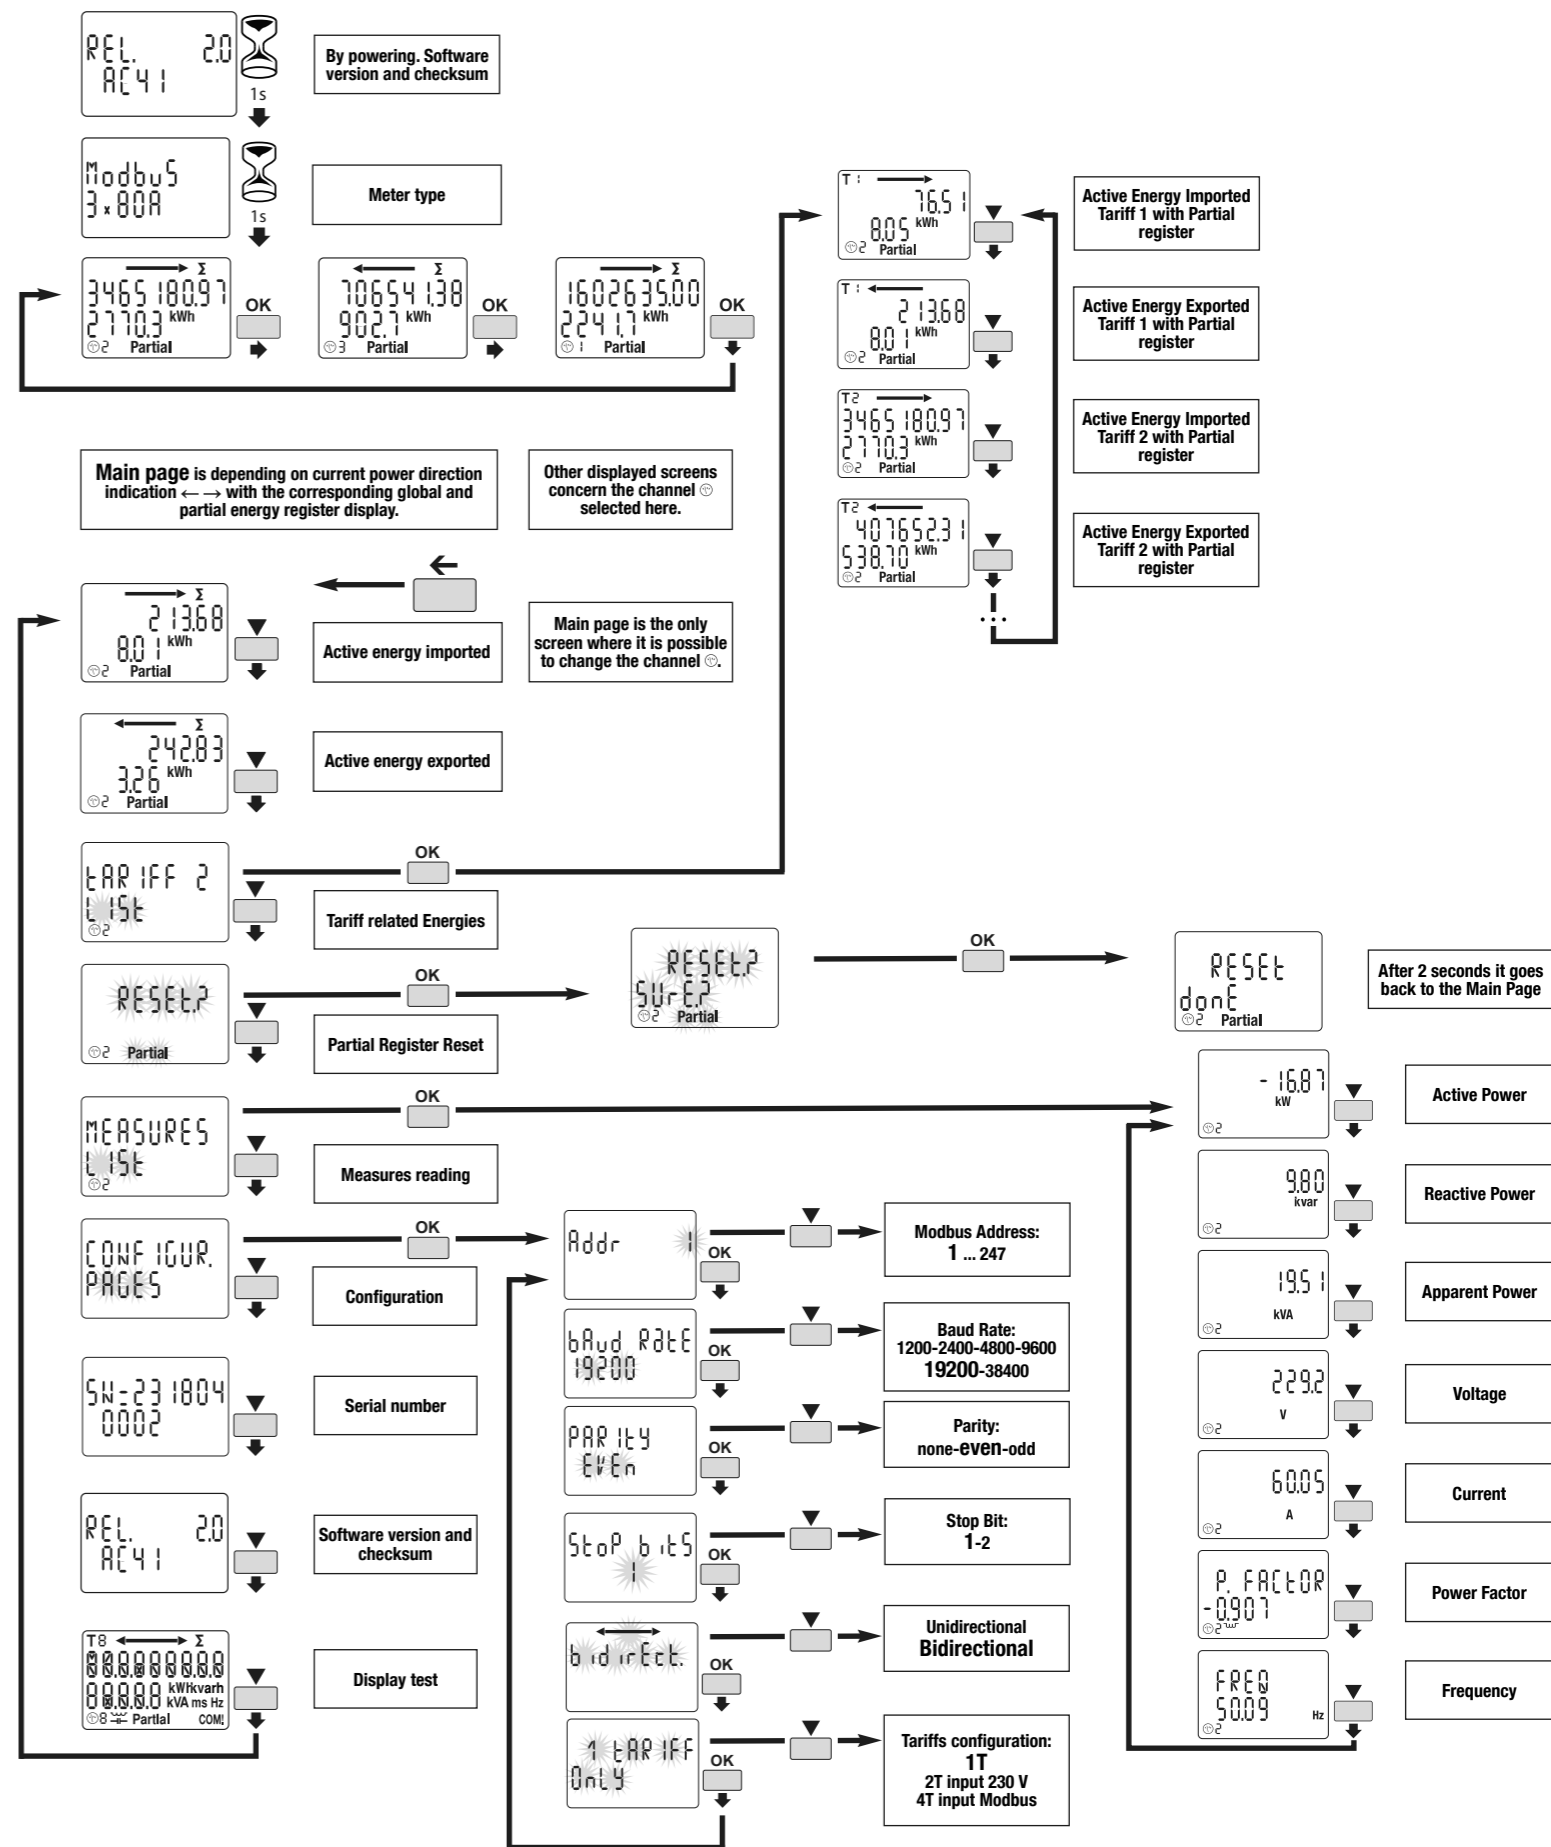 REL. 2.0
AC41
1s
By powering. Software
version and checksum
ModbuS
3x80A
1s
Meter type
Σ
3465180.97
2770.3 kWh
2 Partial
OK
Σ
706541.38
902.7 kWh
3 Partial
OK
Σ
1602635.00
2241.7 kWh
1 Partial
OK
Main page is depending on current power direction
indication ←→ with the corresponding global and
partial energy register display.
Other displayed screens
concern the channel
selected here.
Σ
213.68
8.01 kWh
2 Partial
Active energy imported
Main page is the only
screen where it is possible
to change the channel .
Σ
242.83
3.26 kWh
2 Partial
Active energy exported
tARIFF 2
LISt
2
OK
Tariff related Energies
RESEt.?
2 Partial
OK
Partial Register Reset
RESEt.?
SUrE.?
2 Partial
OK
RESEt
donE
2 Partial
After 2 seconds it goes
back to the Main Page
MEASURES
LISt
2
OK
Measures reading
CONFIGUR.
PAGES
OK
Configuration
SN=231804
0002
Serial number
REL. 2.0
AC41
Software version and
checksum
T8 Σ
kWhkvarh
kVA ms Hz
8 Partial COM!
Display test
T1
76.51
8.05 kWh
2 Partial
Active Energy Imported
Tariff 1 with Partial
register
T1
213.68
8.01 kWh
2 Partial
Active Energy Exported
Tariff 1 with Partial
register
T2
3465180.97
2770.3 kWh
2 Partial
Active Energy Imported
Tariff 2 with Partial
register
T2
407652.31
538.70 kWh
2 Partial
Active Energy Exported
Tariff 2 with Partial
register
...
Addr 1
OK
Modbus Address:
1 ... 247
bAud RatE
19200
OK
Baud Rate:
1200-2400-4800-9600
19200-38400
PARItY
EVEn
OK
Parity:
none-even-odd
StoP bitS
1
OK
Stop Bit:
1-2
bidirEct.
OK
Unidirectional
Bidirectional
1 tARIFF
OnLY
OK
Tariffs configuration:
1T
2T input 230 V
4T input Modbus
-16.87
kW
2
Active Power
9.80
kvar
2
Reactive Power
19.51
kVA
2
Apparent Power
229.2
V
2
Voltage
60.05
A
2
Current
P. FACtOR
-0.907
2
Power Factor
FREQ
50.09
Hz
2
Frequency